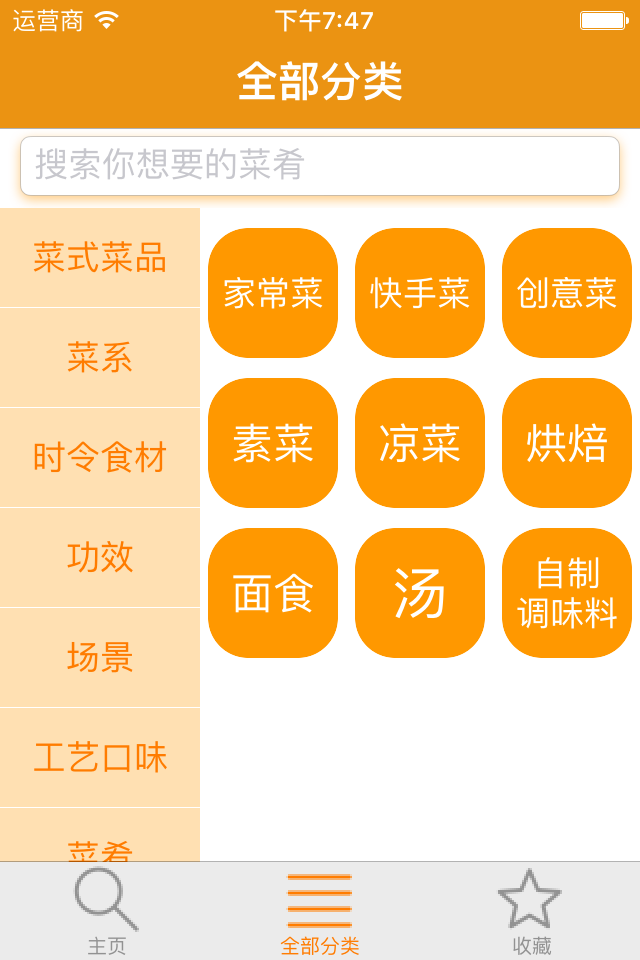 运营商 下午7:47
全部分类
搜索你想要的菜肴
菜式菜品
菜系
时令食材
功效
场景
工艺口味
菜肴
家常菜 快手菜 创意菜
素菜 凉菜 烘焙
面食 汤 自制
调味料
主页 全部分类 收藏